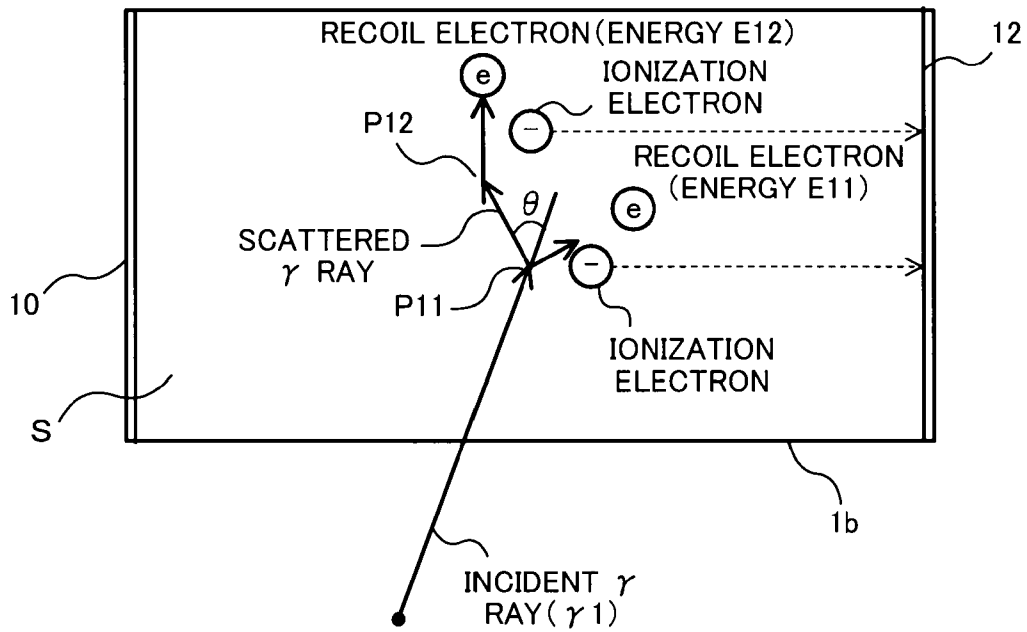 RECOIL ELECTRON(ENERGY E12)
12
e
IONIZATION
ELECTRON
P12
−
RECOIL ELECTRON
(ENERGY E11)
θ
e
SCATTERED
γ RAY
−
10
P11
IONIZATION
ELECTRON
S
1b
INCIDENT γ
RAY(γ1)